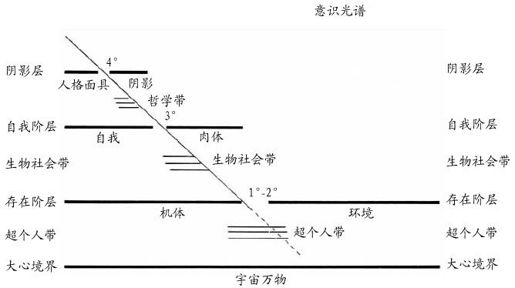 意识光谱
阴影层 4° 阴影层
人格面具 阴影
哲学带
3°
自我阶层 自我阶层
自我 肉体
生物社会带 生物社会带 生物社会带
1°-2°
存在阶层 存在阶层
机体 环境
超个人带 超个人带 超个人带
大心境界 大心境界
宇宙万物